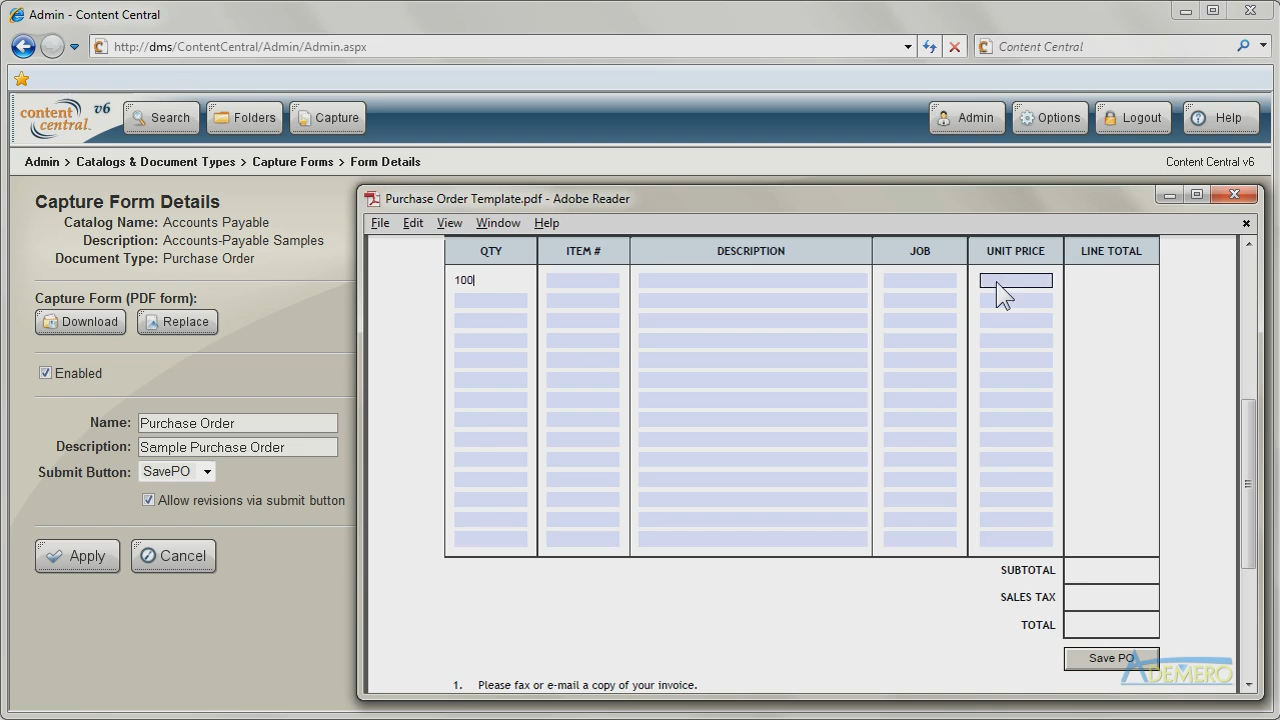 Admin - Content Central
http://dms/ContentCentral/Admin/Admin.aspx
Content Central
content central v6
Search
Folders
Capture
Admin
Options
Logout
Help
Admin > Catalogs & Document Types > Capture Forms > Form Details
Content Central v6
Capture Form Details
Catalog Name: Accounts Payable
Description: Accounts-Payable Samples
Document Type: Purchase Order
Capture Form (PDF form):
Download
Replace
Enabled
Name: Purchase Order
Description: Sample Purchase Order
Submit Button: SavePO
Allow revisions via submit button
Apply
Cancel
Purchase Order Template.pdf - Adobe Reader
File Edit View Window Help
QTY ITEM # DESCRIPTION JOB UNIT PRICE LINE TOTAL
100
SUBTOTAL
SALES TAX
TOTAL
Save PO
ADEMERO
1. Please fax or e-mail a copy of your invoice.